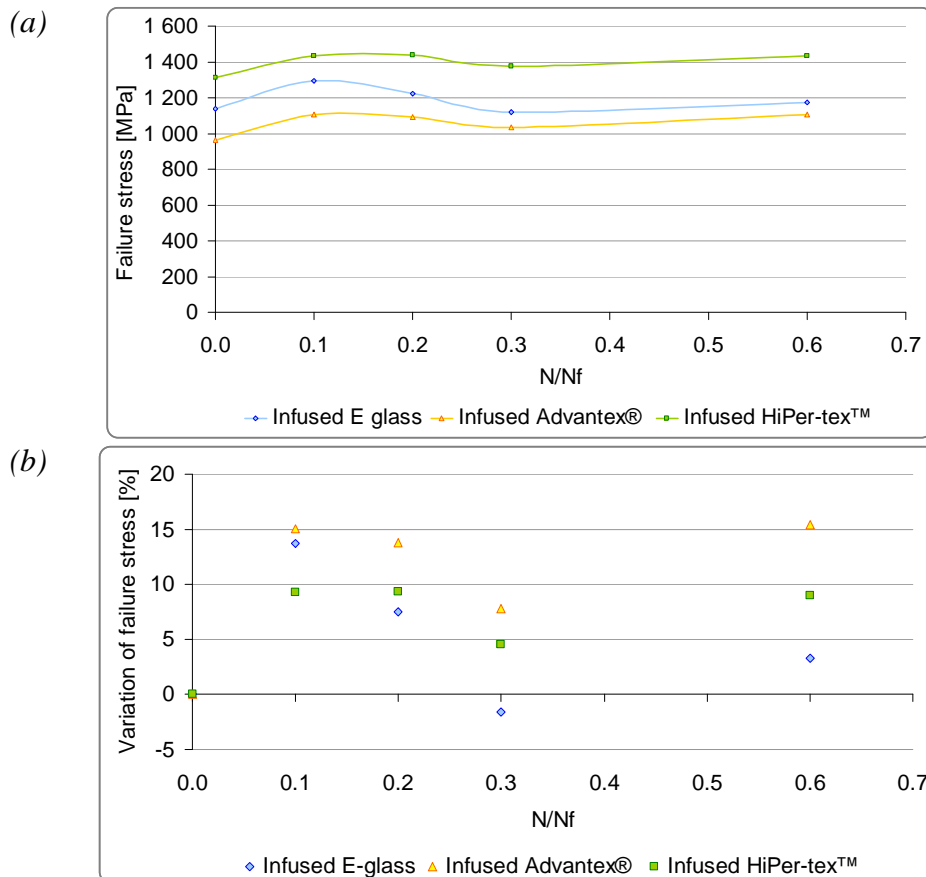 (a)
Failure stress [MPa]
1 600
1 400
1 200
1 000
800
600
400
200
0
0.0 0.1 0.2 0.3 0.4 0.5 0.6 0.7
N/Nf
Infused E glass Infused Advantex® Infused HiPer-tex™
(b)
Variation of failure stress [%]
20
15
10
5
0
-5
0.0 0.1 0.2 0.3 0.4 0.5 0.6 0.7
N/Nf
Infused E-glass Infused Advantex® Infused HiPer-tex™